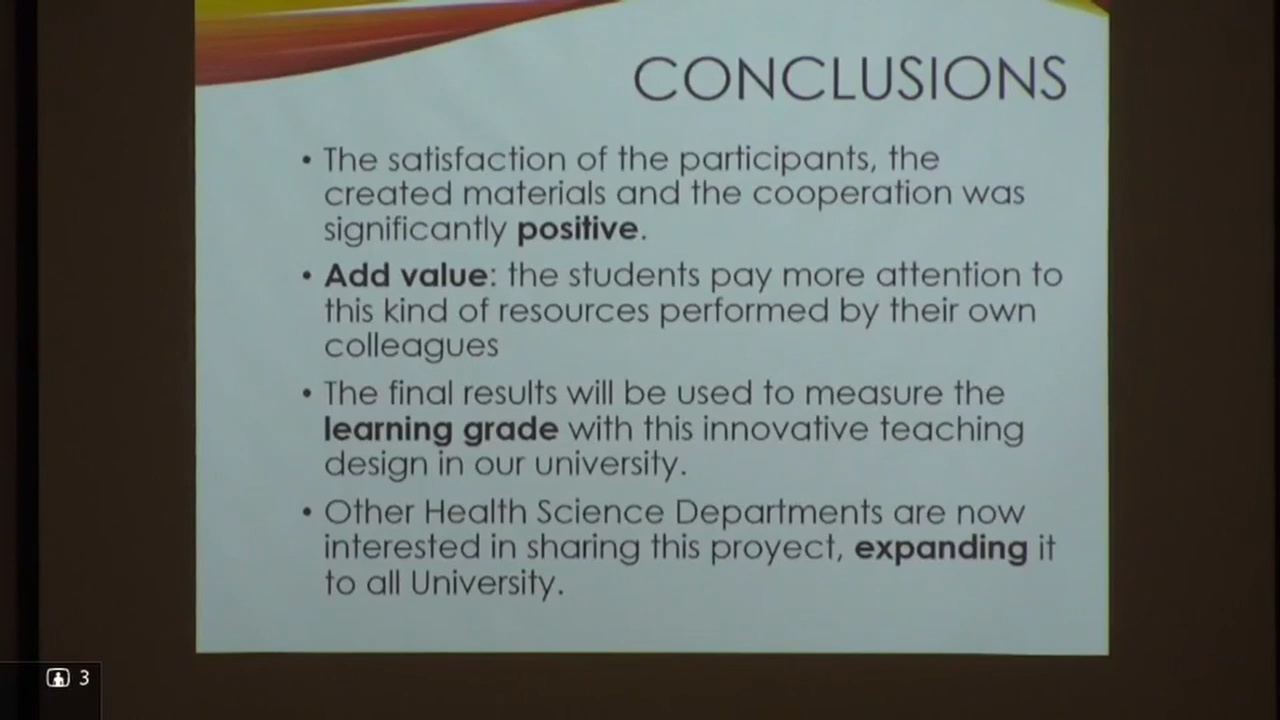 CONCLUSIONS
• The satisfaction of the participants, the
created materials and the cooperation was
significantly positive.
• Add value: the students pay more attention to
this kind of resources performed by their own
colleagues
• The final results will be used to measure the
learning grade with this innovative teaching
design in our university.
• Other Health Science Departments are now
interested in sharing this proyect, expanding it
to all University.
3